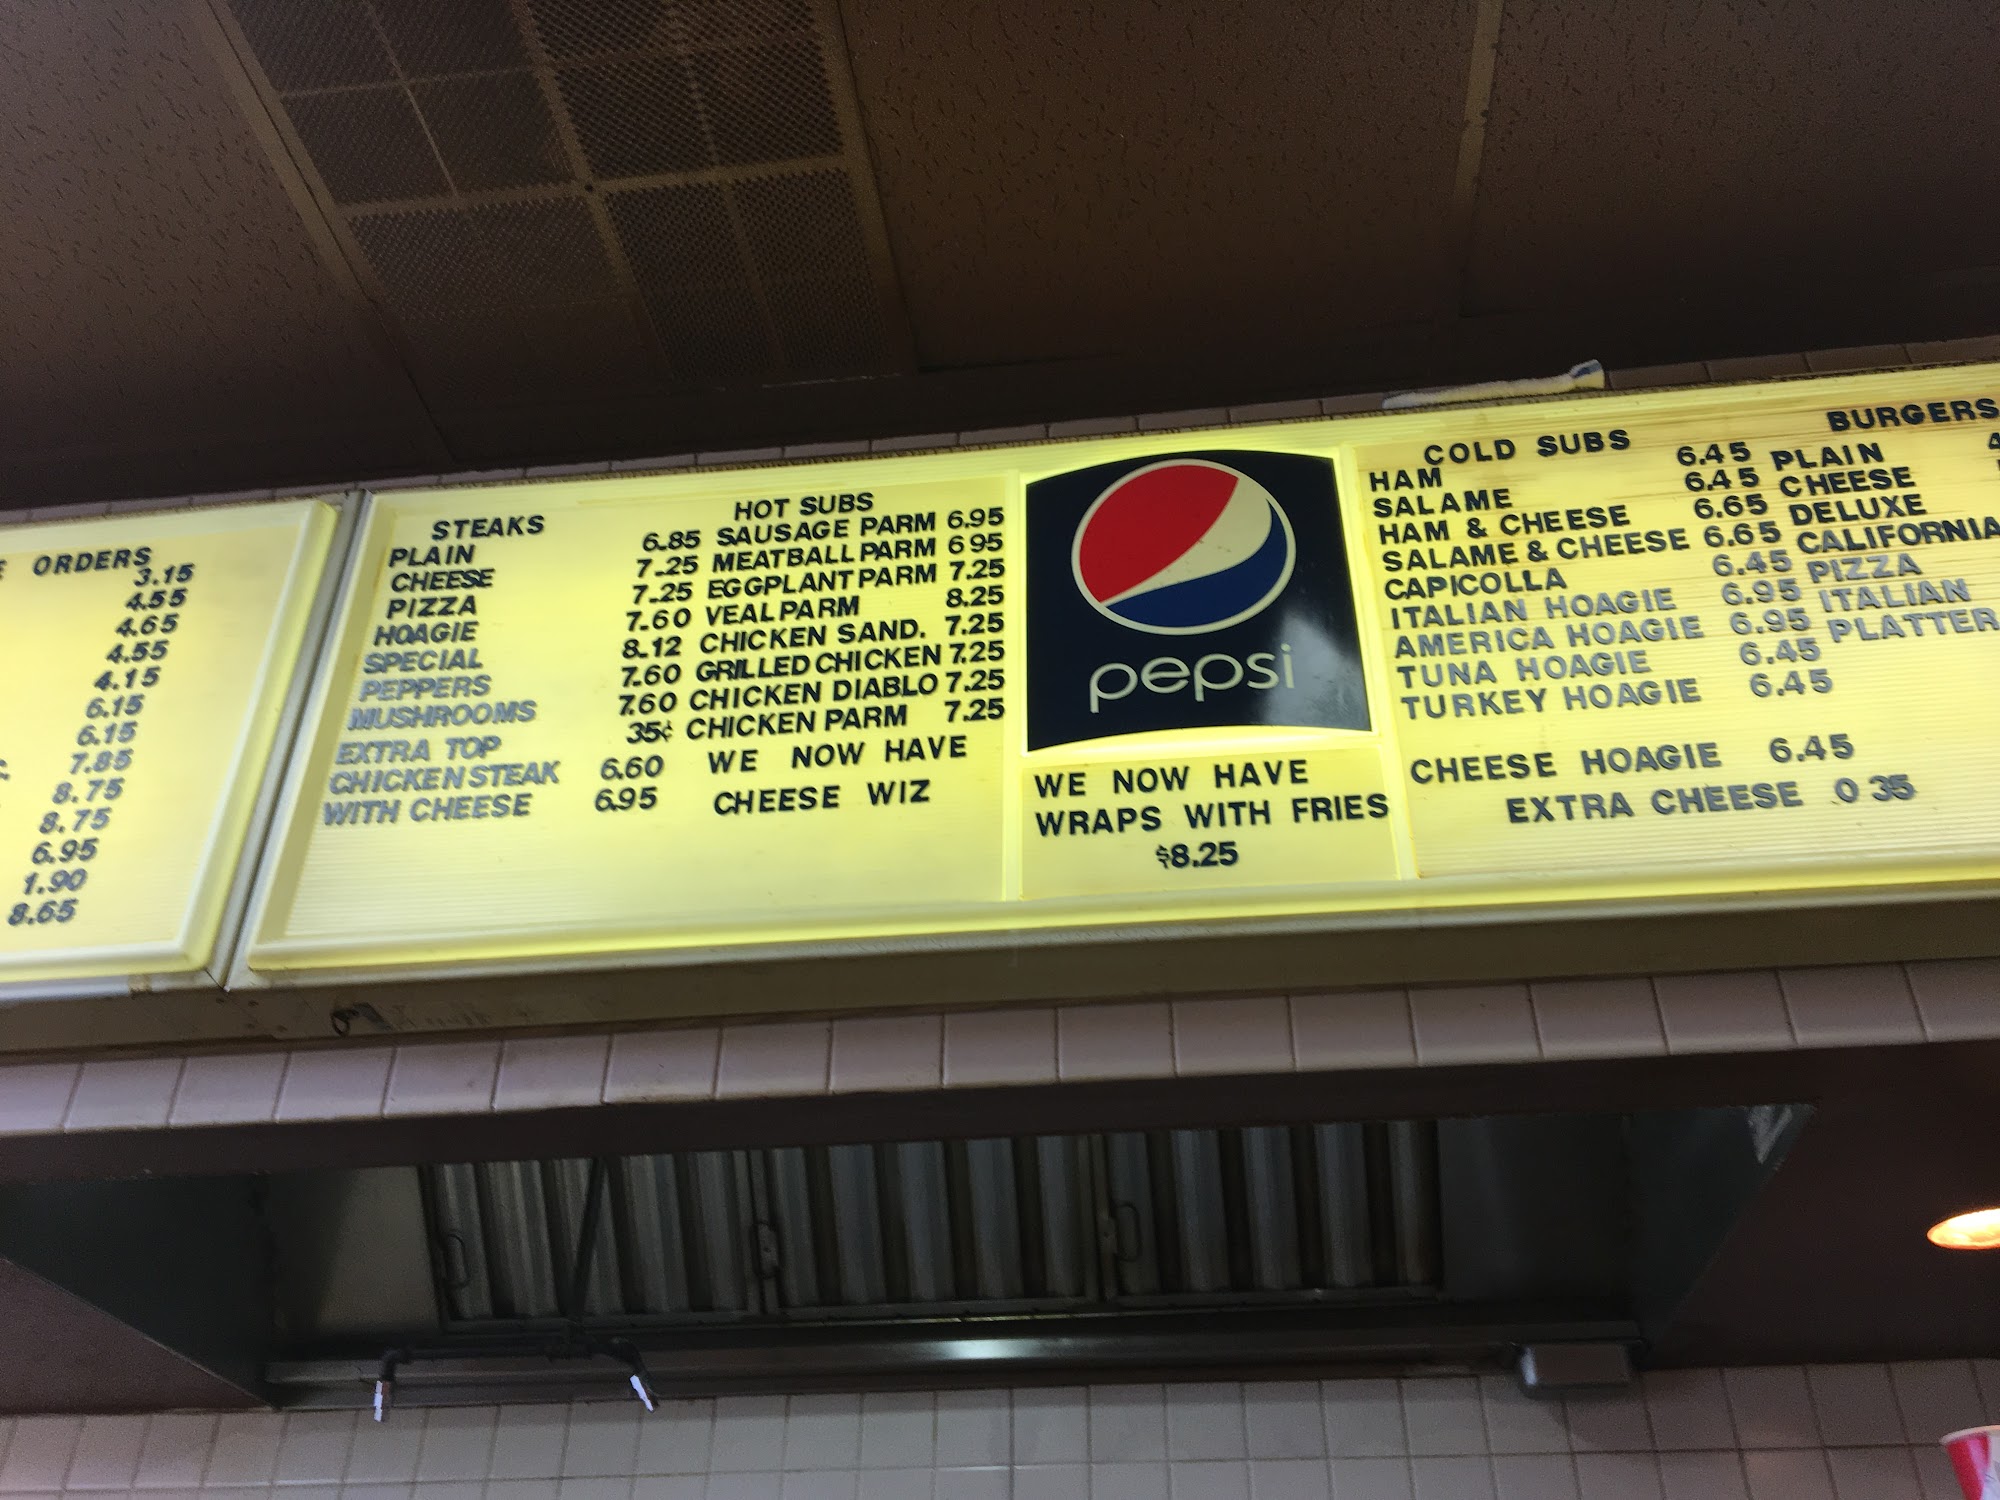 ORDERS
3.15
4.55
4.65
4.55
4.15
6.15
6.15
7.85
8.75
8.75
6.95
1.90
8.65
STEAKS
PLAIN 6.85
CHEESE 7.25
PIZZA 7.25
HOAGIE 7.60
SPECIAL 8.12
PEPPERS 7.60
MUSHROOMS 7.60
EXTRA TOP 35¢
CHICKEN STEAK 6.60
WITH CHEESE 6.95
HOT SUBS
SAUSAGE PARM 6.95
MEATBALL PARM 6 95
EGGPLANT PARM 7.25
VEAL PARM 8.25
CHICKEN SAND. 7.25
GRILLED CHICKEN 7.25
CHICKEN DIABLO 7.25
CHICKEN PARM 7.25
WE NOW HAVE
CHEESE WIZ
pepsi
WE NOW HAVE
WRAPS WITH FRIES
$8.25
COLD SUBS
HAM 6.45
SALAME 6.45
HAM & CHEESE 6.65
SALAME & CHEESE 6.65
CAPICOLLA 6.45
ITALIAN HOAGIE 6.95
AMERICA HOAGIE 6.95
TUNA HOAGIE 6.45
TURKEY HOAGIE 6.45
CHEESE HOAGIE 6.45
EXTRA CHEESE 0 35
BURGERS
PLAIN
CHEESE
DELUXE
CALIFORNIA
PIZZA
ITALIAN
PLATTER